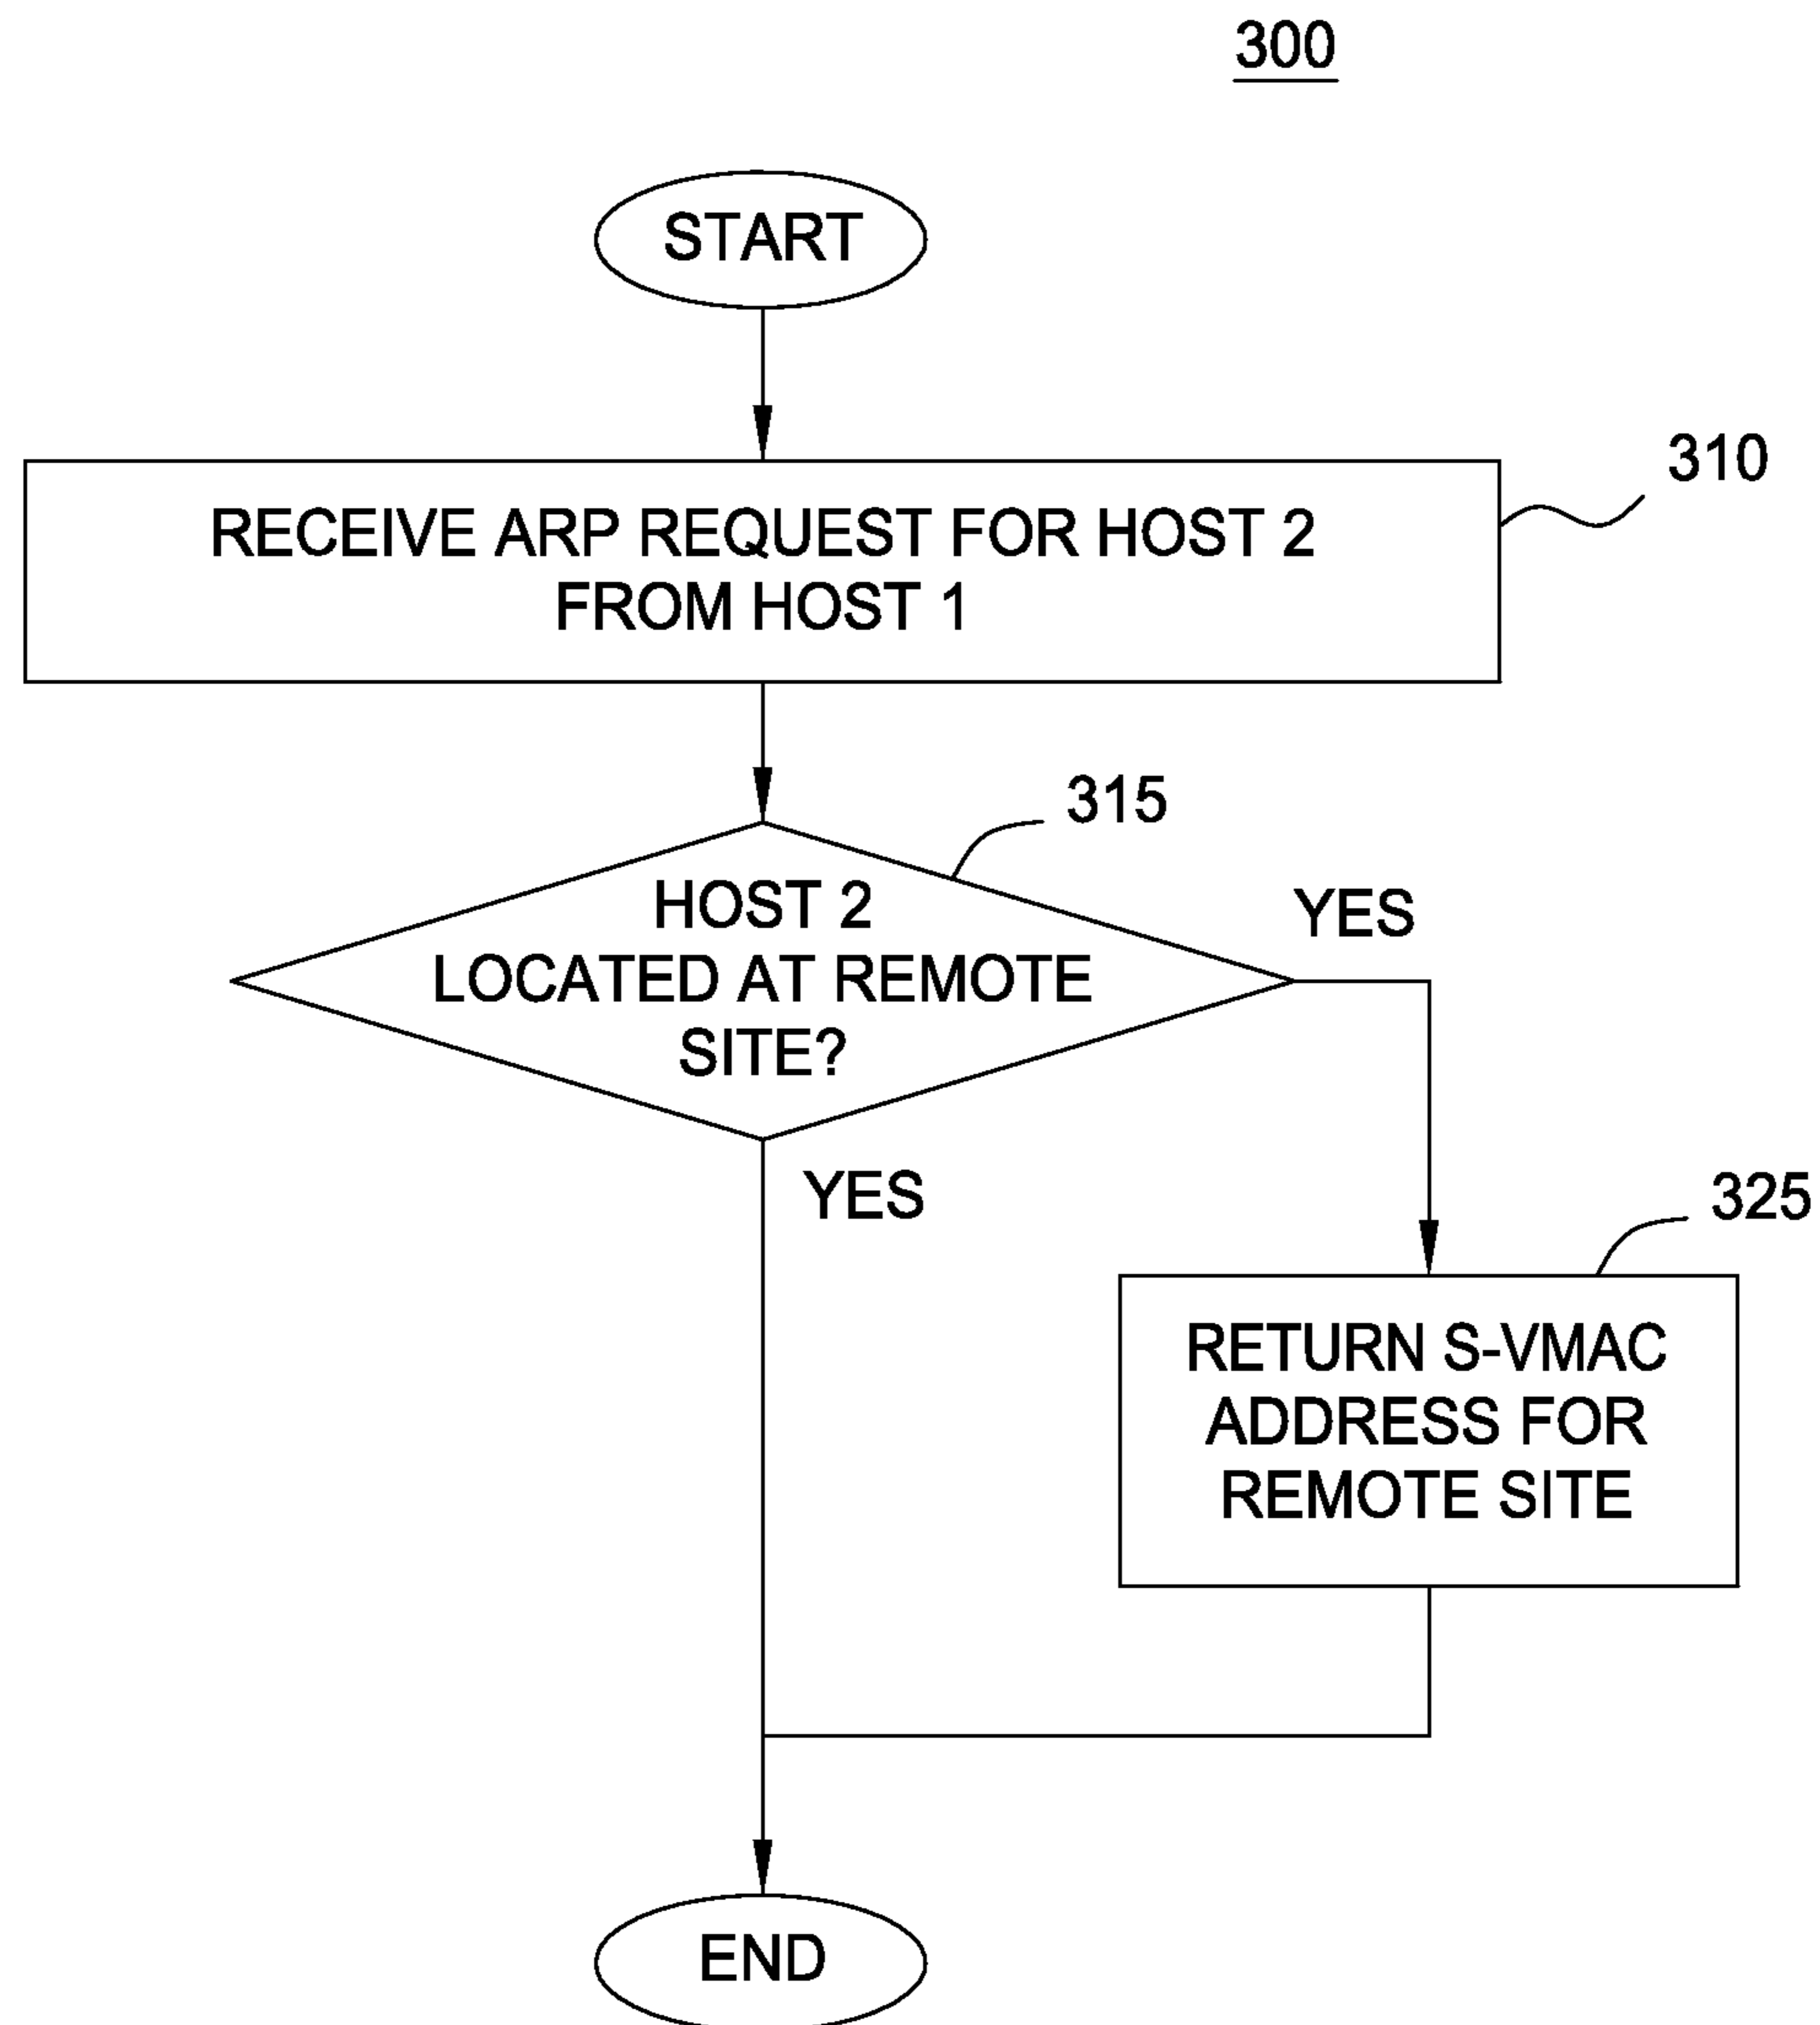 300
START
310
RECEIVE ARP REQUEST FOR HOST 2
FROM HOST 1
315
HOST 2
LOCATED AT REMOTE
SITE?
YES
YES
325
RETURN S-VMAC
ADDRESS FOR
REMOTE SITE
END